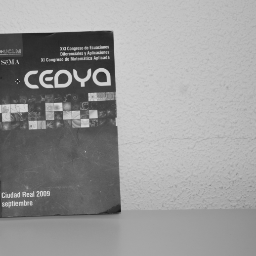 XXI Congreso de Ecuaciones
Diferenciales y Aplicaciones
XI Congreso de Matemática Aplicada
SeMA
CEDYA
Ciudad Real 2009
septiembre